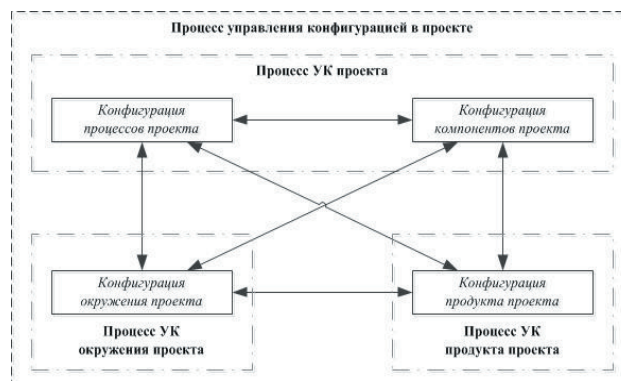 Процесс управления конфигурацией в проекте
Процесс УК проекта
Конфигурация
процессов проекта
Конфигурация
компонентов проекта
Конфигурация
окружения проекта
Конфигурация
продукта проекта
Процесс УК
окружения проекта
Процесс УК
продукта проекта